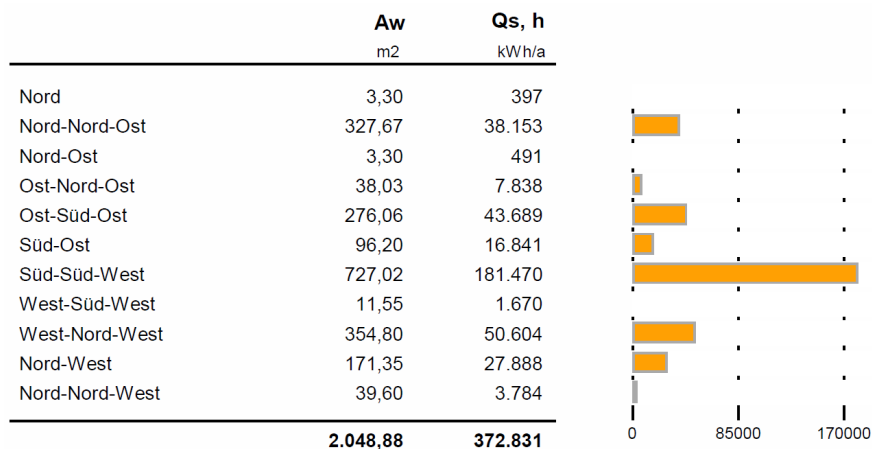 Aw Qs, h
m2 kWh/a
Nord 3,30 397
Nord-Nord-Ost 327,67 38.153
Nord-Ost 3,30 491
Ost-Nord-Ost 38,03 7.838
Ost-Süd-Ost 276,06 43.689
Süd-Ost 96,20 16.841
Süd-Süd-West 727,02 181.470
West-Süd-West 11,55 1.670
West-Nord-West 354,80 50.604
Nord-West 171,35 27.888
Nord-Nord-West 39,60 3.784
2.048,88 372.831
0 85000 170000